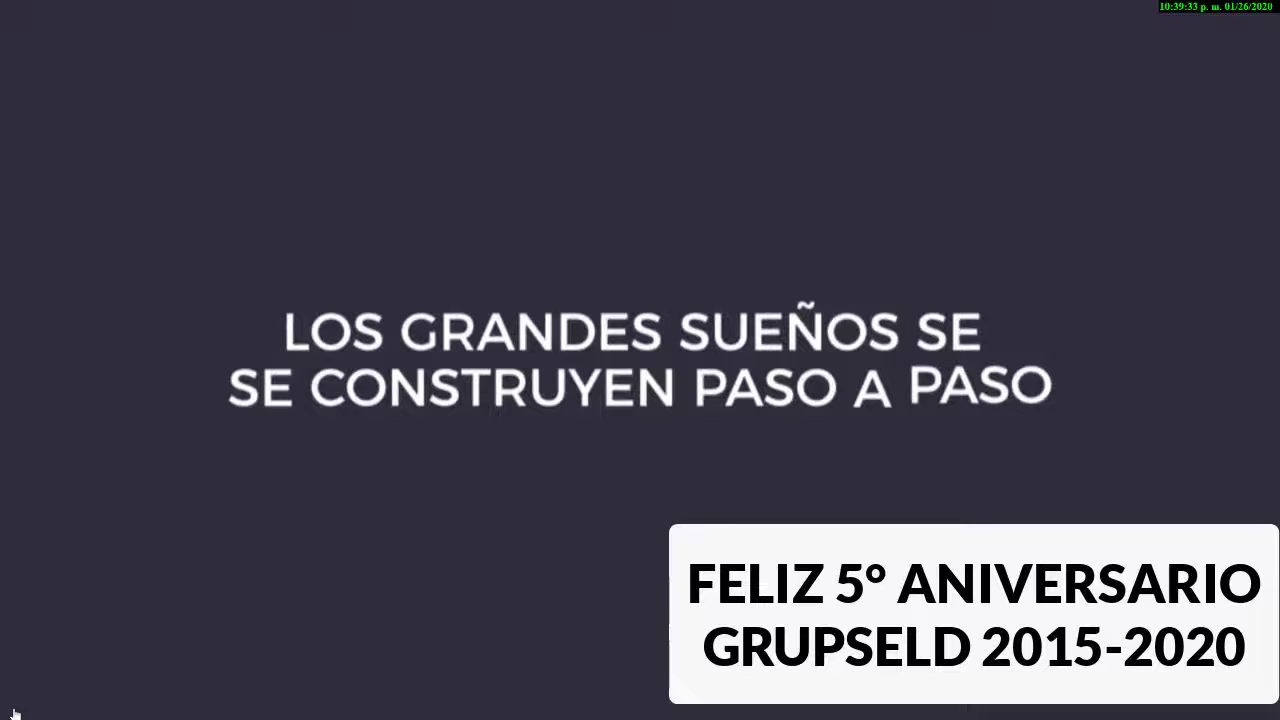 10:39:33 p. m. 01/26/2020
LOS GRANDES SUEÑOS SE
SE CONSTRUYEN PASO A PASO
FELIZ 5° ANIVERSARIO
GRUPSELD 2015-2020